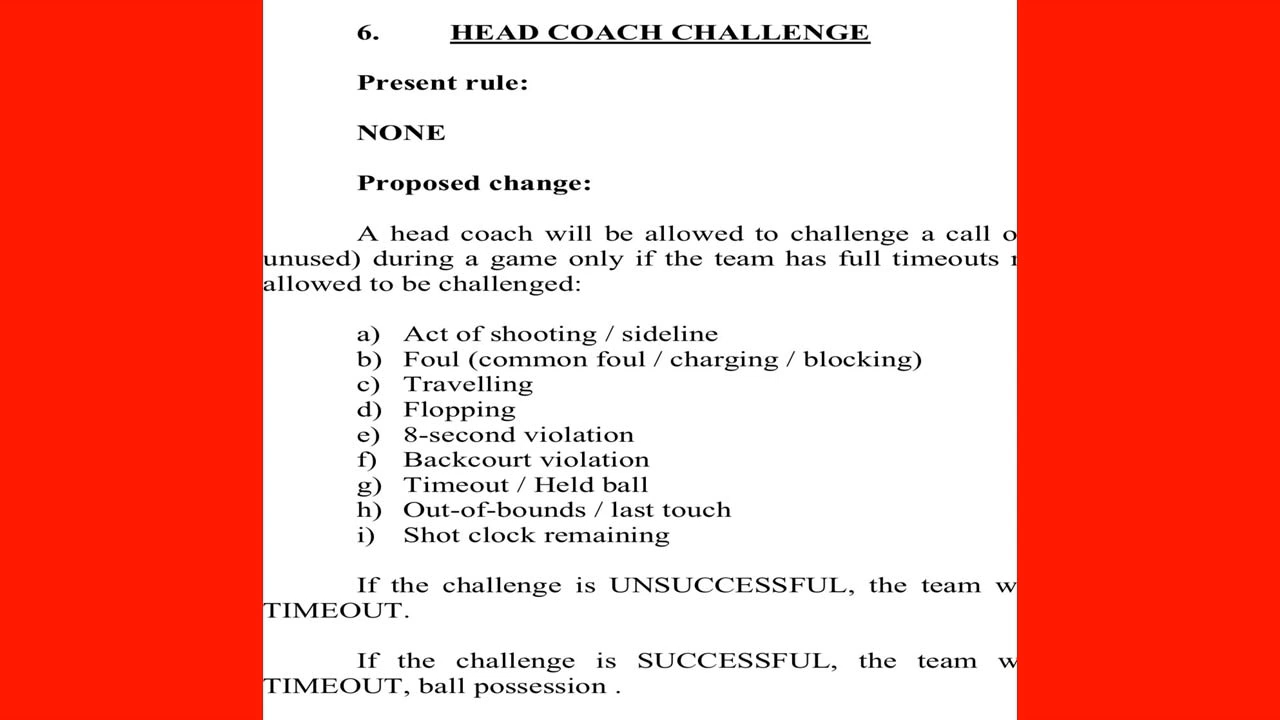 6. HEAD COACH CHALLENGE
Present rule:
NONE
Proposed change:
A head coach will be allowed to challenge a call
unused) during a game only if the team has full timeouts
allowed to be challenged:
a) Act of shooting / sideline
b) Foul (common foul / charging / blocking)
c) Travelling
d) Flopping
e) 8-second violation
f) Backcourt violation
g) Timeout / Held ball
h) Out-of-bounds / last touch
i) Shot clock remaining
If the challenge is UNSUCCESSFUL, the team
TIMEOUT.
If the challenge is SUCCESSFUL, the team
TIMEOUT, ball possession .